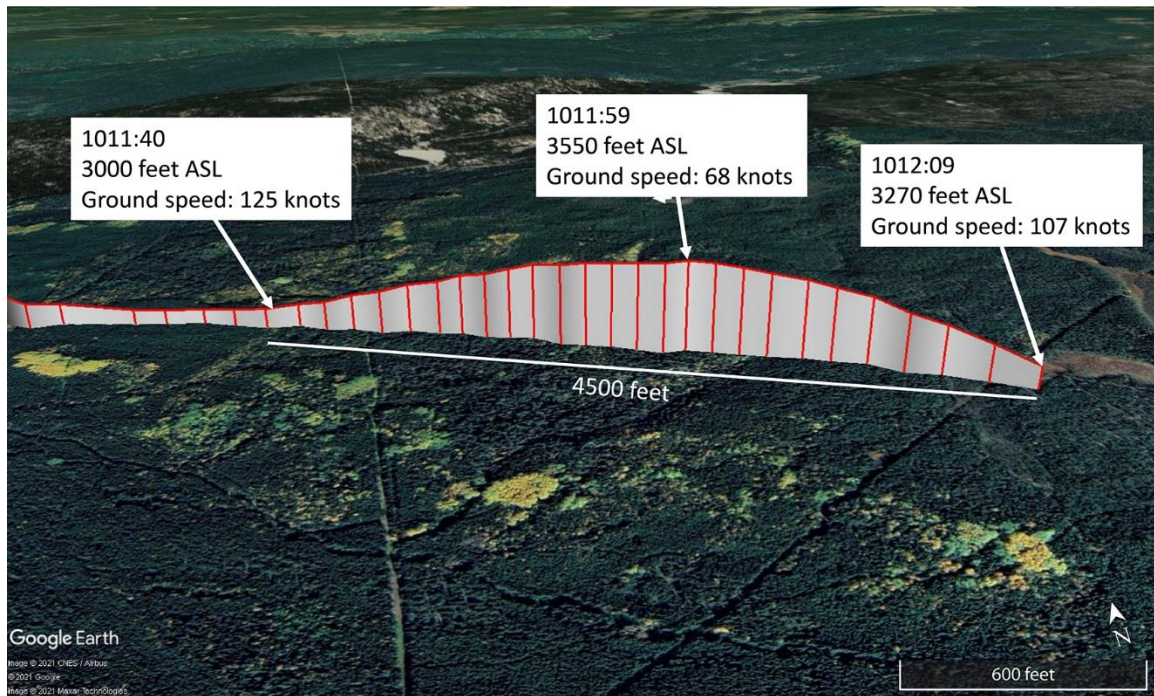 1011:40
3000 feet ASL
Ground speed: 125 knots
1011:59
3550 feet ASL
Ground speed: 68 knots
1012:09
3270 feet ASL
Ground speed: 107 knots
4500 feet
N
600 feet
Google Earth
Image © 2021 CNES / Airbus
© 2021 Google
Image © 2021 Maxar Technologies